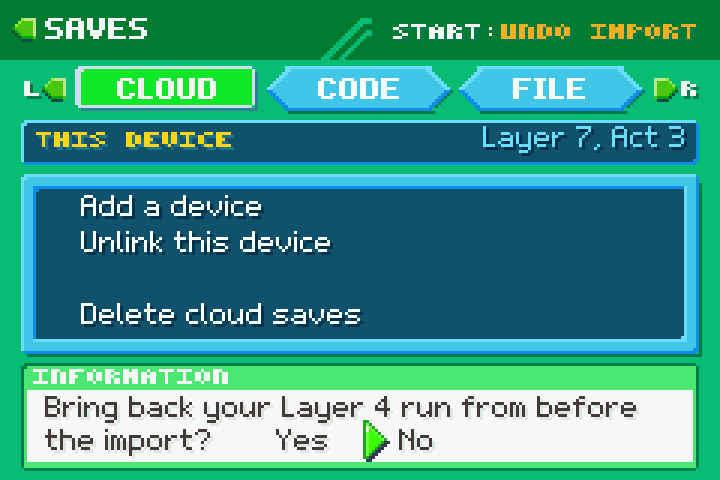 SAVES START:UNDO IMPORT
L CLOUD CODE FILE R
THIS DEVICE Layer 7, Act 3
Add a device
Unlink this device
Delete cloud saves
INFORMATION
Bring back your Layer 4 run from before
the import? Yes No